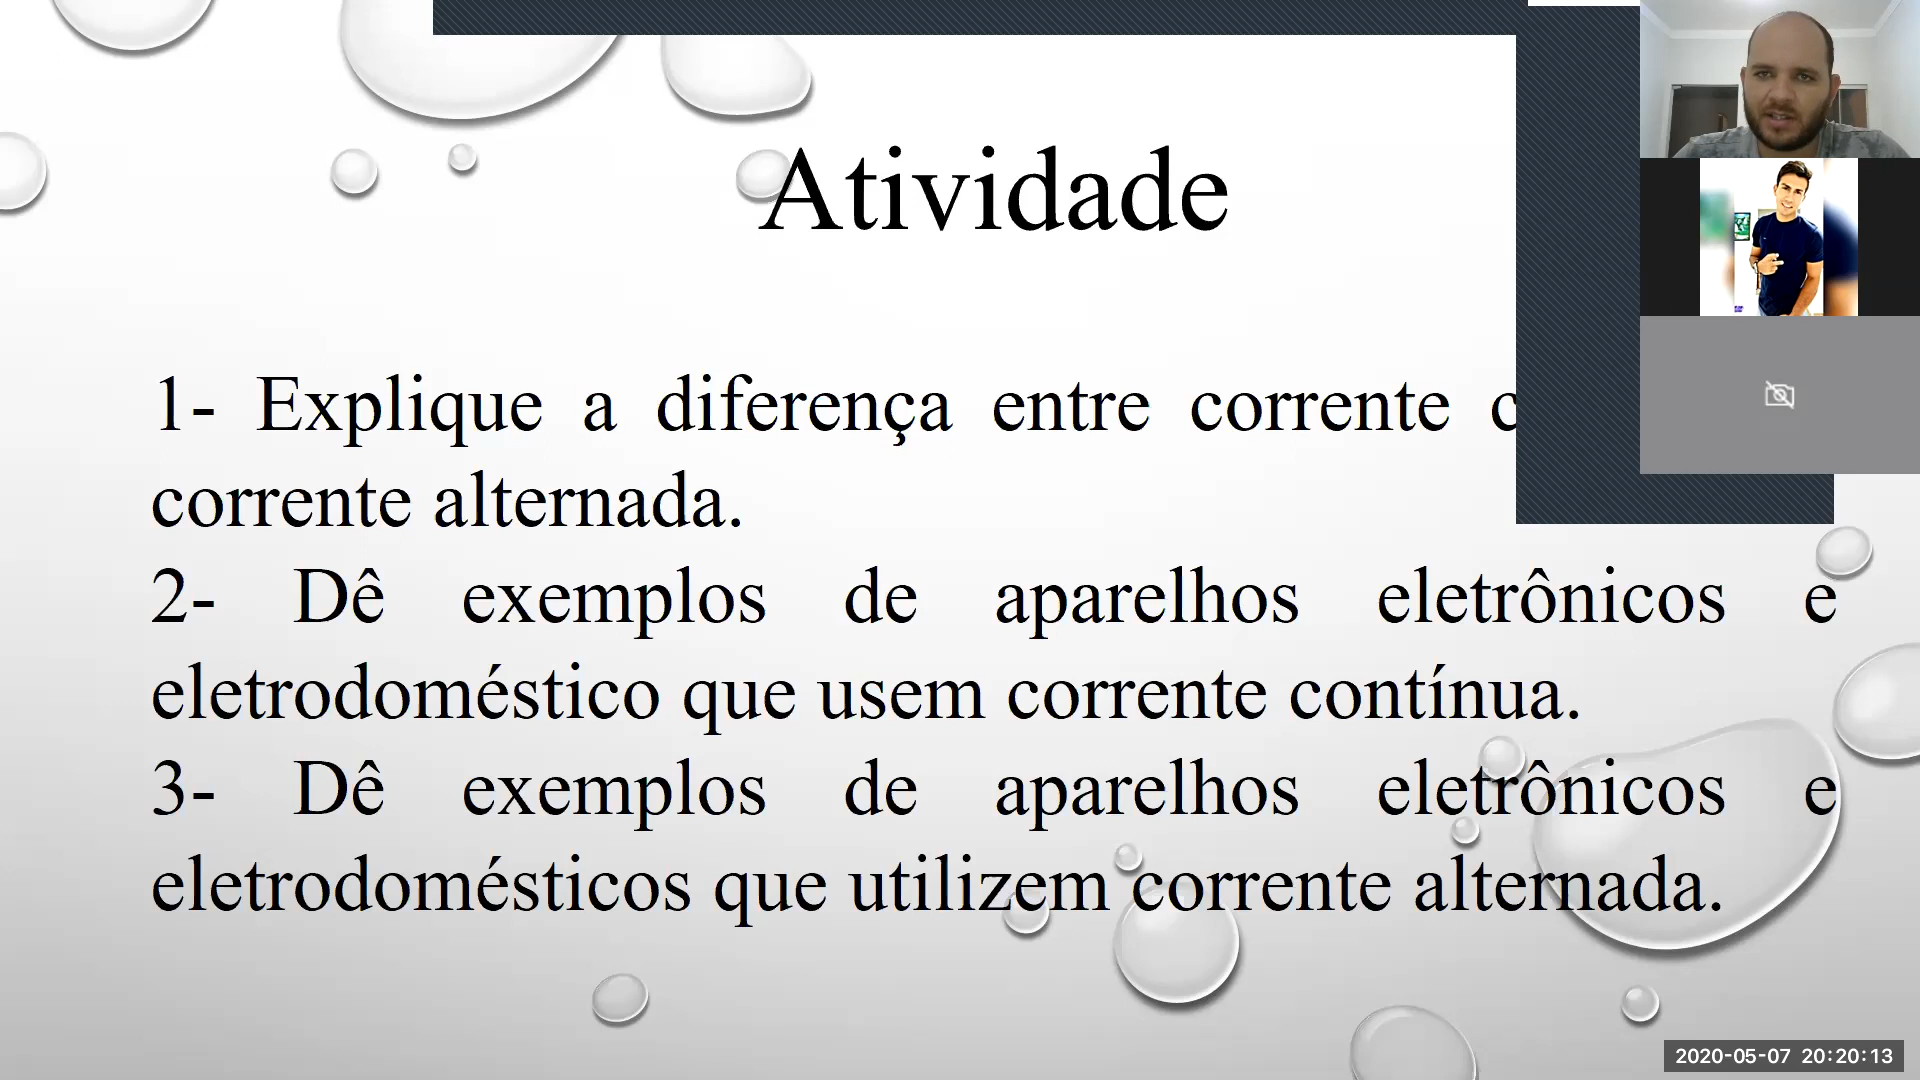 Atividade
1- Explique a diferença entre corrente
corrente alternada.
2- Dê exemplos de aparelhos eletrônicos e
eletrodoméstico que usem corrente contínua.
3- Dê exemplos de aparelhos eletrônicos e
eletrodomésticos que utilizem corrente alternada.
2020-05-07 20:20:13